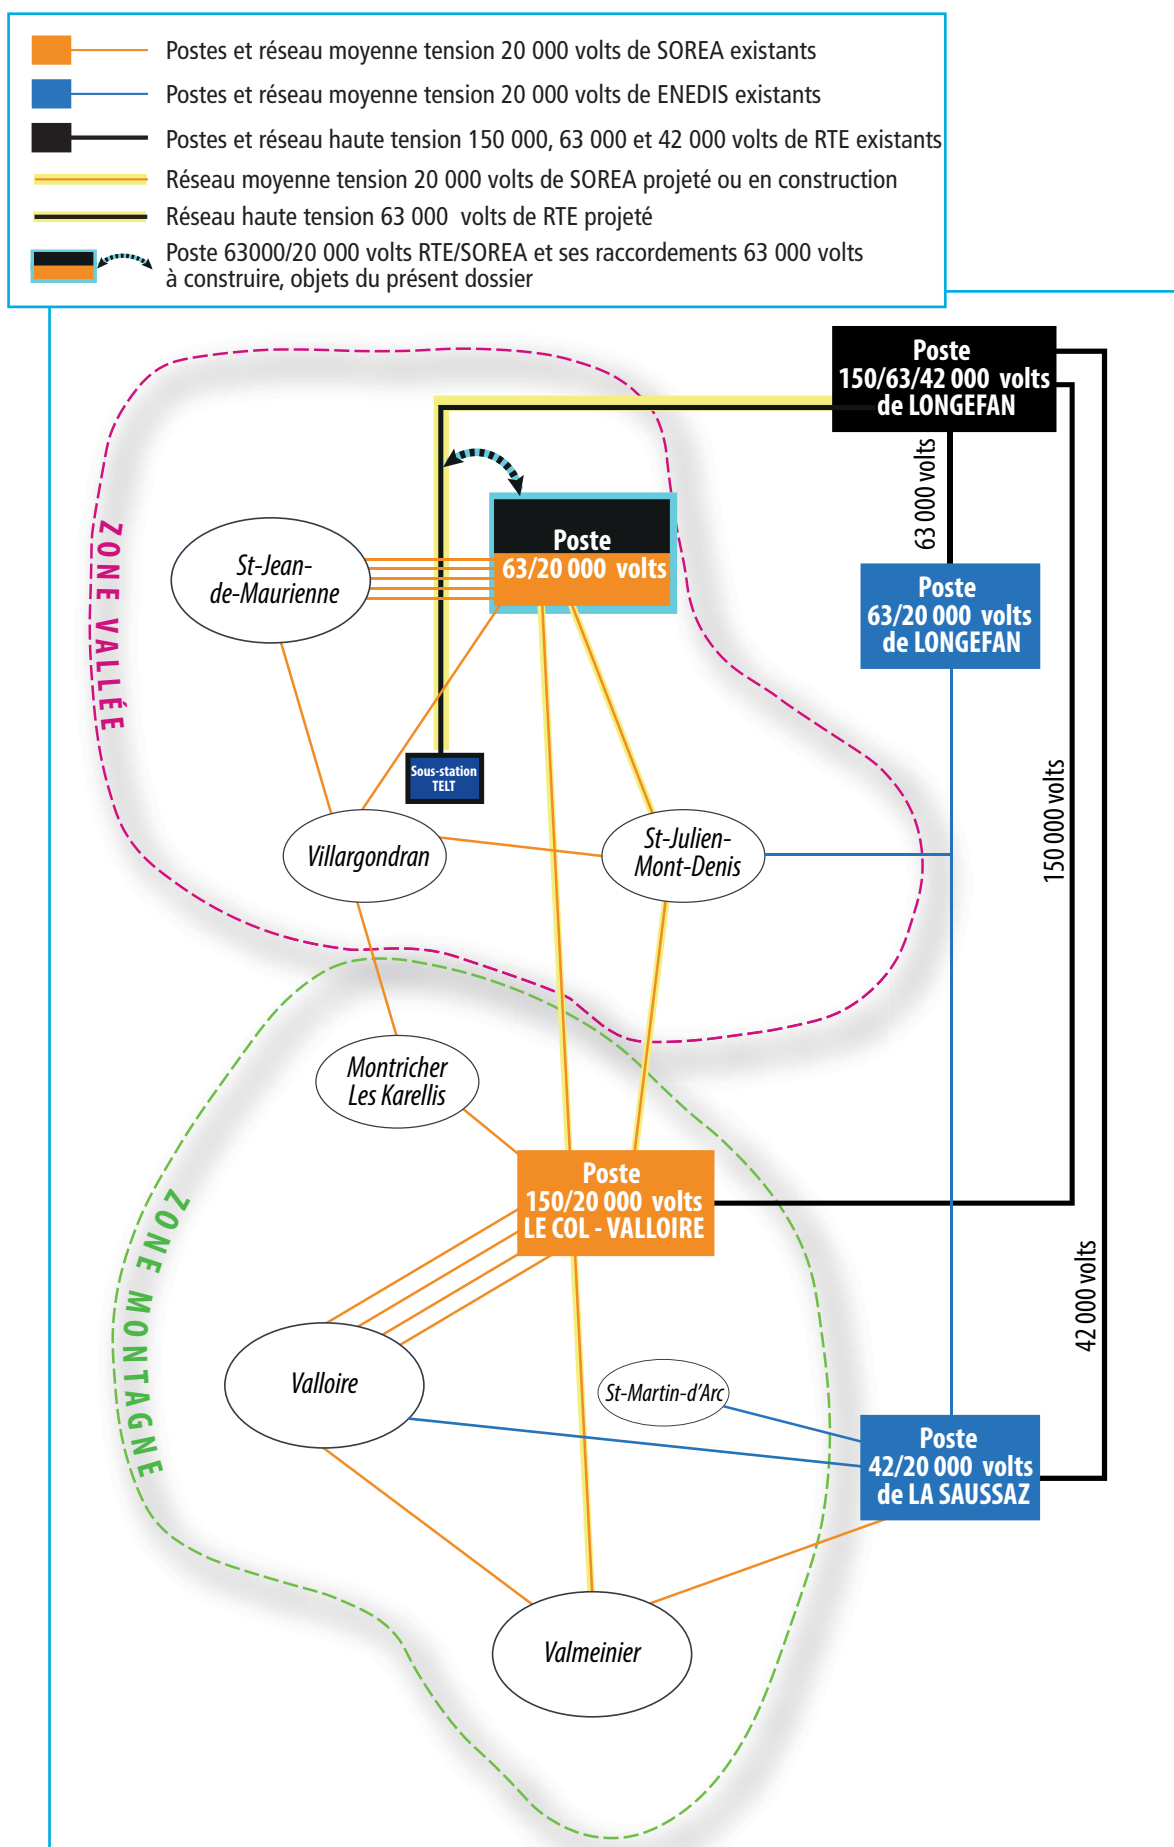 Postes et réseau moyenne tension 20 000 volts de SOREA existants
Postes et réseau moyenne tension 20 000 volts de ENEDIS existants
Postes et réseau haute tension 150 000, 63 000 et 42 000 volts de RTE existants
Réseau moyenne tension 20 000 volts de SOREA projeté ou en construction
Réseau haute tension 63 000 volts de RTE projeté
Poste 63000/20 000 volts RTE/SOREA et ses raccordements 63 000 volts
à construire, objets du présent dossier
Poste
150/63/42 000 volts
de LONGEFAN
63 000 volts
ZONE VALLÉE
St-Jean-
de-Maurienne
Poste
63/20 000 volts
Poste
63/20 000 volts
de LONGEFAN
Sous-station
TELT
150 000 volts
Villargondran
St-Julien-
Mont-Denis
Montricher
Les Karellis
Poste
150/20 000 volts
LE COL - VALLOIRE
ZONE MONTAGNE
42 000 volts
Valloire
St-Martin-d'Arc
Poste
42/20 000 volts
de LA SAUSSAZ
Valmeinier